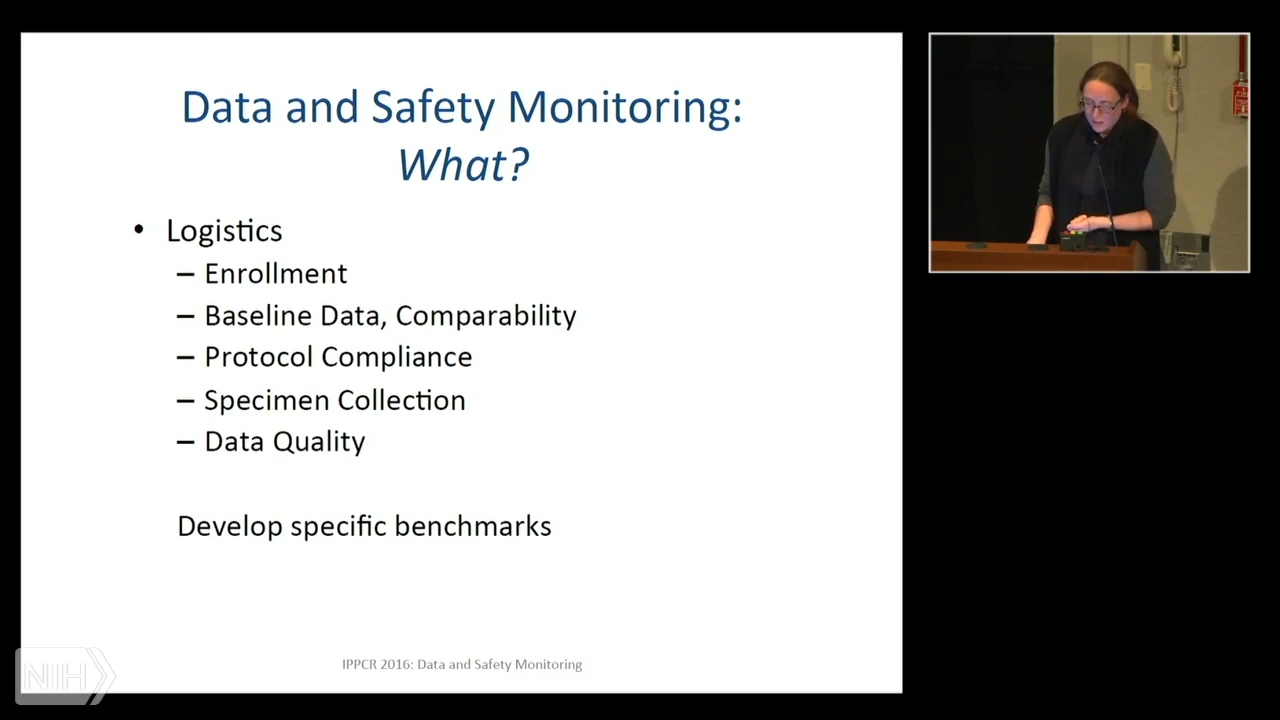 Data and Safety Monitoring:
What?
• Logistics
– Enrollment
– Baseline Data, Comparability
– Protocol Compliance
– Specimen Collection
– Data Quality
Develop specific benchmarks
IPPCR 2016: Data and Safety Monitoring
NIH